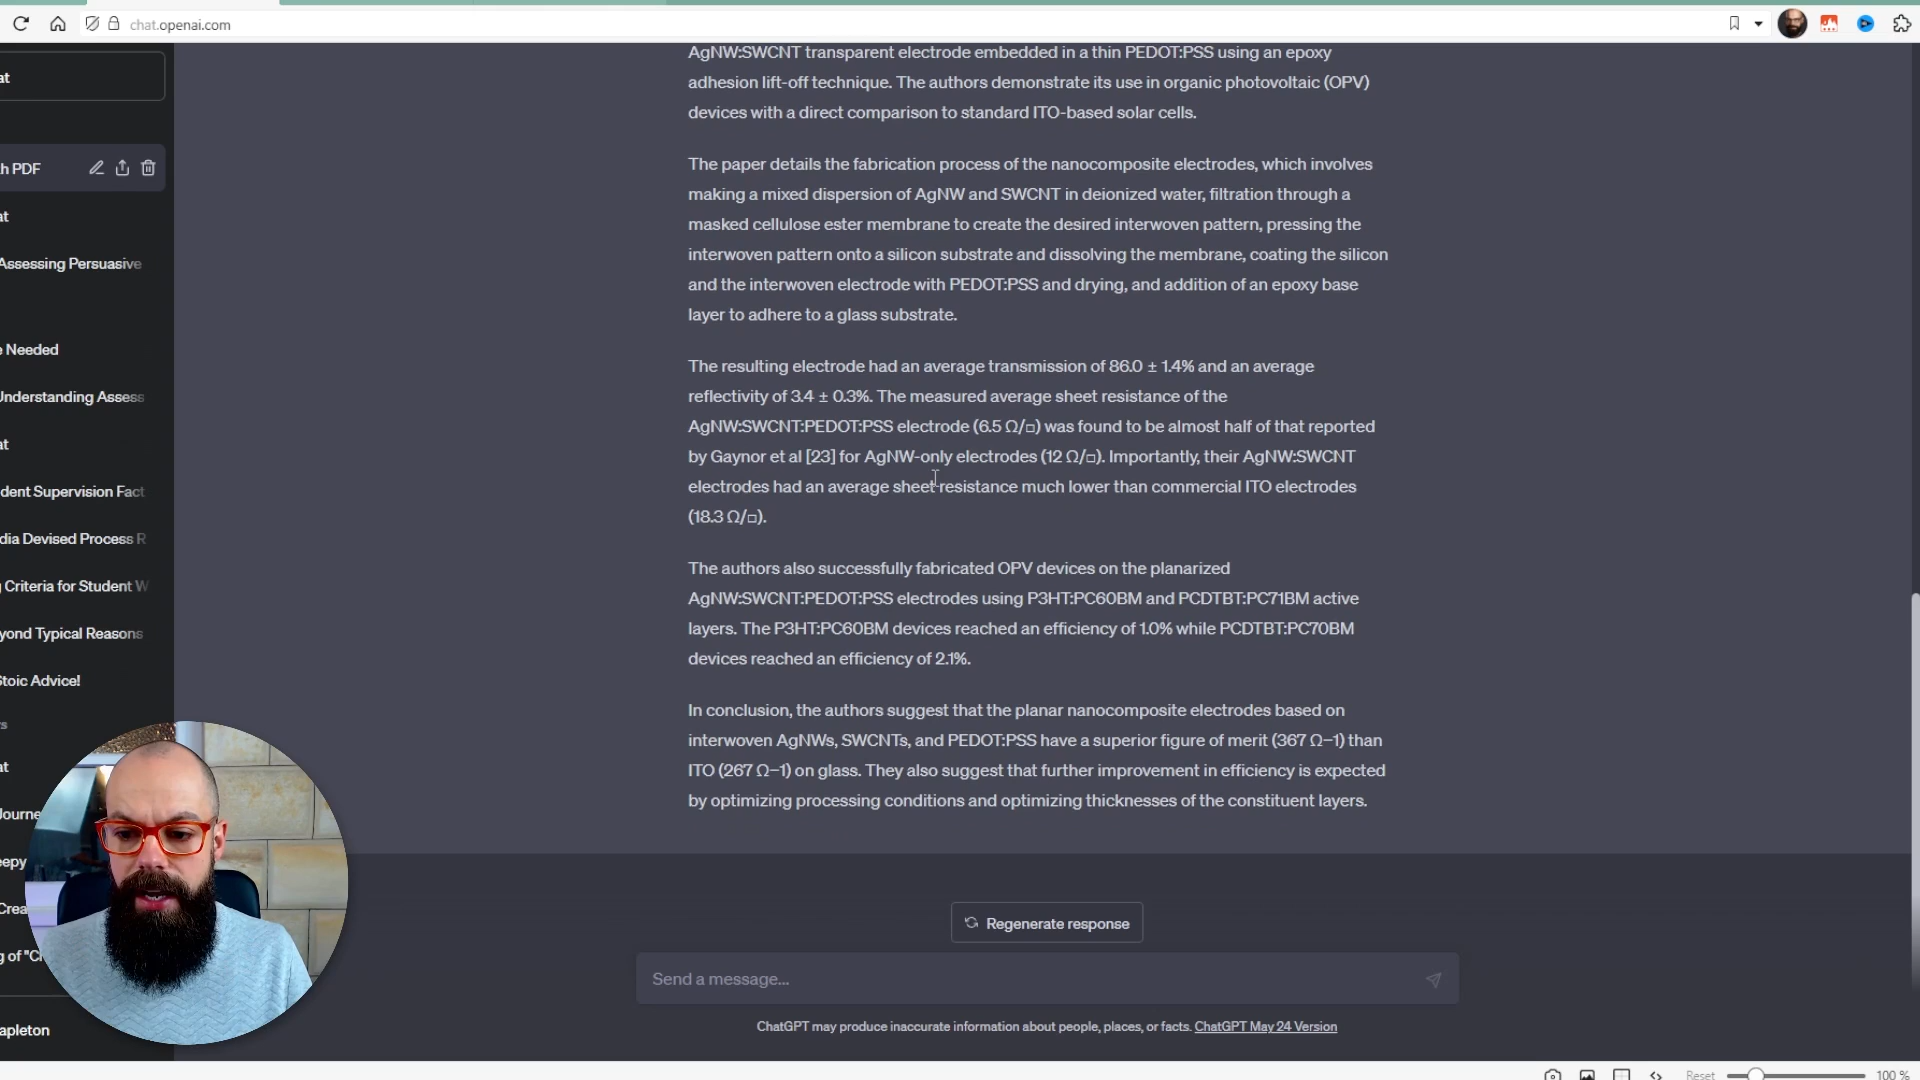 chat.openai.com
at
h PDF
at
Assessing Persuasive
e Needed
Understanding Assess
at
dent Supervision Fact
dia Devised Process R
g Criteria for Student W
yond Typical Reasons
Stoic Advice!
s
at
Journe
eepy
Crea
g of "Cl
apleton
AgNW:SWCNT transparent electrode embedded in a thin PEDOT:PSS using an epoxy
adhesion lift-off technique. The authors demonstrate its use in organic photovoltaic (OPV)
devices with a direct comparison to standard ITO-based solar cells.
The paper details the fabrication process of the nanocomposite electrodes, which involves
making a mixed dispersion of AgNW and SWCNT in deionized water, filtration through a
masked cellulose ester membrane to create the desired interwoven pattern, pressing the
interwoven pattern onto a silicon substrate and dissolving the membrane, coating the silicon
and the interwoven electrode with PEDOT:PSS and drying, and addition of an epoxy base
layer to adhere to a glass substrate.
The resulting electrode had an average transmission of 86.0 ± 1.4% and an average
reflectivity of 3.4 ± 0.3%. The measured average sheet resistance of the
AgNW:SWCNT:PEDOT:PSS electrode (6.5 Ω/□) was found to be almost half of that reported
by Gaynor et al [23] for AgNW-only electrodes (12 Ω/□). Importantly, their AgNW:SWCNT
electrodes had an average sheet resistance much lower than commercial ITO electrodes
(18.3 Ω/□).
The authors also successfully fabricated OPV devices on the planarized
AgNW:SWCNT:PEDOT:PSS electrodes using P3HT:PC60BM and PCDTBT:PC71BM active
layers. The P3HT:PC60BM devices reached an efficiency of 1.0% while PCDTBT:PC70BM
devices reached an efficiency of 2.1%.
In conclusion, the authors suggest that the planar nanocomposite electrodes based on
interwoven AgNWs, SWCNTs, and PEDOT:PSS have a superior figure of merit (367 Ω−1) than
ITO (267 Ω−1) on glass. They also suggest that further improvement in efficiency is expected
by optimizing processing conditions and optimizing thicknesses of the constituent layers.
Regenerate response
Send a message...
ChatGPT may produce inaccurate information about people, places, or facts. ChatGPT May 24 Version
Reset 100 %